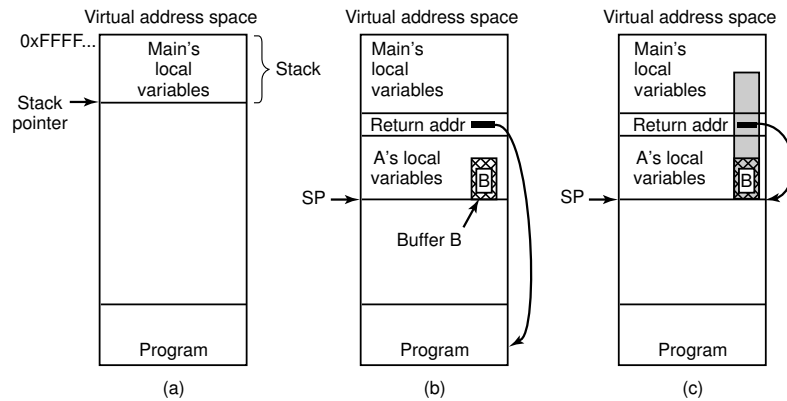 Virtual address space
0xFFFF...
Main's
local
variables
Stack
Stack
pointer
Program
(a)
Virtual address space
Main's
local
variables
Return addr
A's local
variables
B
SP
Buffer B
Program
(b)
Virtual address space
Main's
local
variables
Return addr
A's local
variables
B
SP
Program
(c)